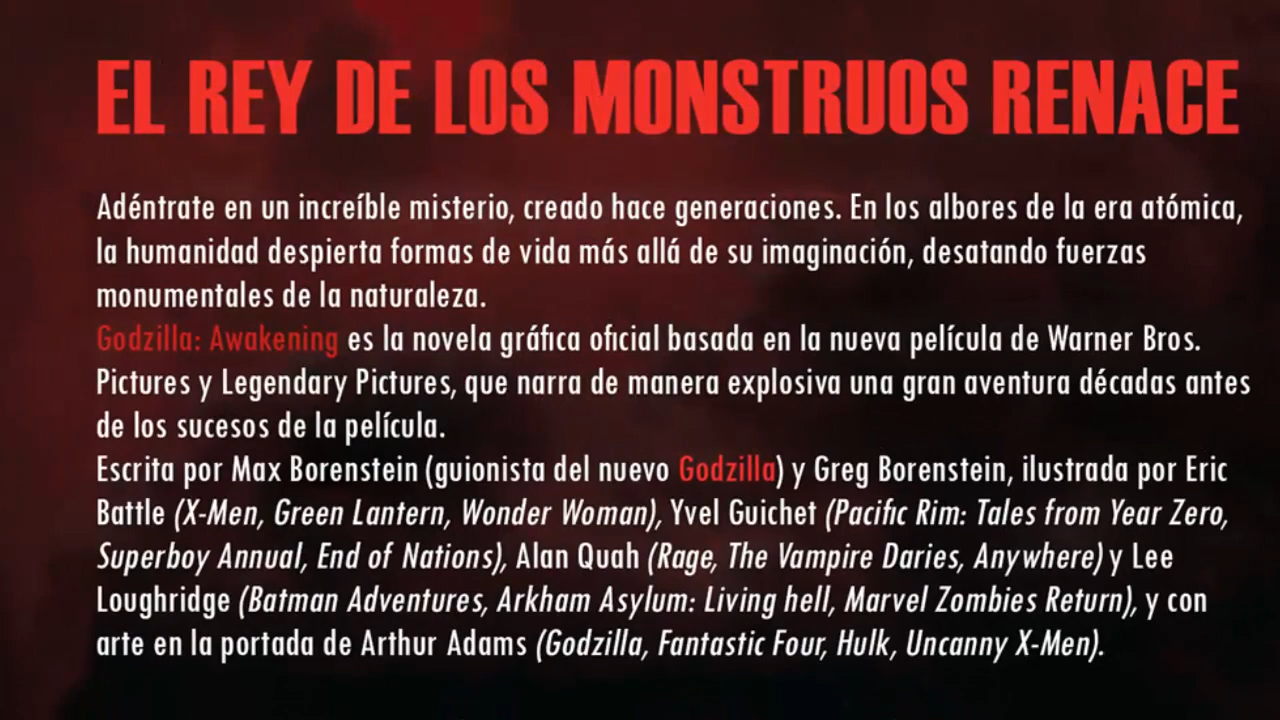 EL REY DE LOS MONSTRUOS RENACE
Adéntrate en un increíble misterio, creado hace generaciones. En los albores de la era atómica,
la humanidad despierta formas de vida más allá de su imaginación, desatando fuerzas
monumentales de la naturaleza.
Godzilla: Awakening es la novela gráfica oficial basada en la nueva película de Warner Bros.
Pictures y Legendary Pictures, que narra de manera explosiva una gran aventura décadas antes
de los sucesos de la película.
Escrita por Max Borenstein (guionista del nuevo Godzilla) y Greg Borenstein, ilustrada por Eric
Battle (X-Men, Green Lantern, Wonder Woman), Yvel Guichet (Pacific Rim: Tales from Year Zero,
Superboy Annual, End of Nations), Alan Quah (Rage, The Vampire Daries, Anywhere) y Lee
Loughridge (Batman Adventures, Arkham Asylum: Living hell, Marvel Zombies Return), y con
arte en la portada de Arthur Adams (Godzilla, Fantastic Four, Hulk, Uncanny X-Men).